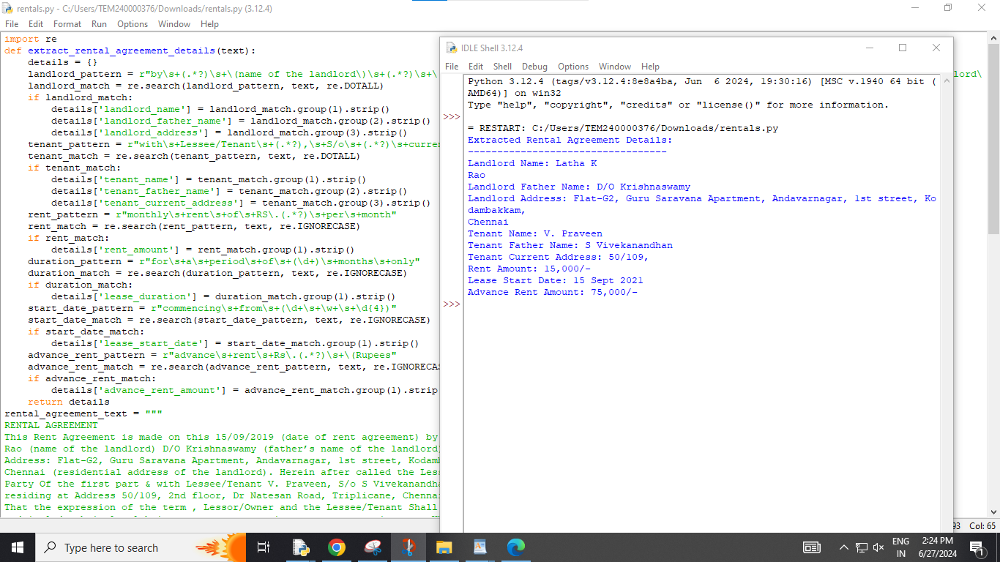 rentals.py - C:/Users/TEM240000376/Downloads/rentals.py (3.12.4)
File Edit Format Run Options Window Help
import re
def extract_rental_agreement_details(text):
    details = {}
    landlord_pattern = r"by\s+(.*?)\s+\(name of the landlord\)\s+(.*?)\s+\
lord\
    landlord_match = re.search(landlord_pattern, text, re.DOTALL)
    if landlord_match:
        details['landlord_name'] = landlord_match.group(1).strip()
        details['landlord_father_name'] = landlord_match.group(2).strip()
        details['landlord_address'] = landlord_match.group(3).strip()
    tenant_pattern = r"with\s+Lessee/Tenant\s+(.*?),\s+S/o\s+(.*?)\s+curre
    tenant_match = re.search(tenant_pattern, text, re.DOTALL)
    if tenant_match:
        details['tenant_name'] = tenant_match.group(1).strip()
        details['tenant_father_name'] = tenant_match.group(2).strip()
        details['tenant_current_address'] = tenant_match.group(3).strip()
    rent_pattern = r"monthly\s+rent\s+of\s+RS\.(.*?)\s+per\s+month"
    rent_match = re.search(rent_pattern, text, re.IGNORECASE)
    if rent_match:
        details['rent_amount'] = rent_match.group(1).strip()
    duration_pattern = r"for\s+a\s+period\s+of\s+(\d+)\s+months\s+only"
    duration_match = re.search(duration_pattern, text, re.IGNORECASE)
    if duration_match:
        details['lease_duration'] = duration_match.group(1).strip()
    start_date_pattern = r"commencing\s+from\s+(\d+\s+\w+\s+\d{4})"
    start_date_match = re.search(start_date_pattern, text, re.IGNORECASE)
    if start_date_match:
        details['lease_start_date'] = start_date_match.group(1).strip()
    advance_rent_pattern = r"advance\s+rent\s+Rs\.(.*?)\s+\(Rupees"
    advance_rent_match = re.search(advance_rent_pattern, text, re.IGNORECA
    if advance_rent_match:
        details['advance_rent_amount'] = advance_rent_match.group(1).strip
    return details
rental_agreement_text = """
RENTAL AGREEMENT
This Rent Agreement is made on this 15/09/2019 (date of rent agreement) by
Rao (name of the landlord) D/O Krishnaswamy (father's name of the landlord
Address: Flat-G2, Guru Saravana Apartment, Andavarnagar, 1st street, Kodam
Chennai (residential address of the landlord). Herein after called the Les
Party Of the first part & with Lessee/Tenant V. Praveen, S/o S Vivekanandh
residing at Address 50/109, 2nd floor, Dr Natesan Road, Triplicane, Chenna
That the expression of the term , Lessor/Owner and the Lessee/Tenant Shall
93 Col: 65
IDLE Shell 3.12.4
File Edit Shell Debug Options Window Help
Python 3.12.4 (tags/v3.12.4:8e8a4ba, Jun  6 2024, 19:30:16) [MSC v.1940 64 bit (
AMD64)] on win32
Type "help", "copyright", "credits" or "license()" for more information.
>>>
= RESTART: C:/Users/TEM240000376/Downloads/rentals.py
Extracted Rental Agreement Details:
----------------------------------
Landlord Name: Latha K
Rao
Landlord Father Name: D/O Krishnaswamy
Landlord Address: Flat-G2, Guru Saravana Apartment, Andavarnagar, 1st street, Ko
dambakkam,
Chennai
Tenant Name: V. Praveen
Tenant Father Name: S Vivekanandhan
Tenant Current Address: 50/109,
Rent Amount: 15,000/-
Lease Start Date: 15 Sept 2021
Advance Rent Amount: 75,000/-
>>>
Type here to search
ENG
IN
2:24 PM
6/27/2024
1